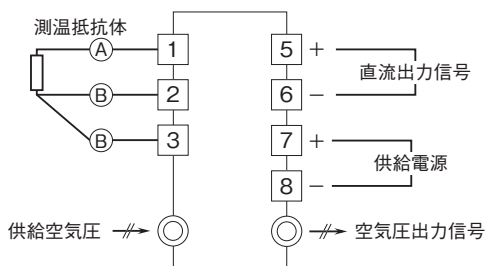 測温抵抗体
A 1
B 2
B 3
5 +
直流出力信号
6 −
7 +
供給電源
8 −
供給空気圧
空気圧出力信号